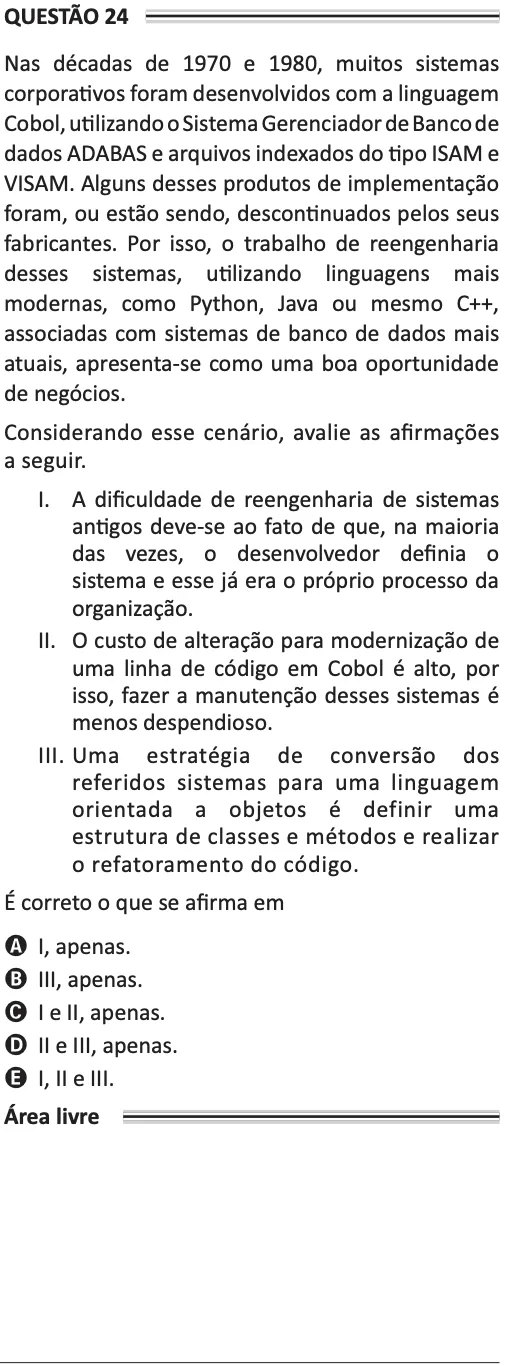 QUESTÃO 24
Nas décadas de 1970 e 1980, muitos sistemas
corporativos foram desenvolvidos com a linguagem
Cobol, utilizando o Sistema Gerenciador de Banco de
dados ADABAS e arquivos indexados do tipo ISAM e
VISAM. Alguns desses produtos de implementação
foram, ou estão sendo, descontinuados pelos seus
fabricantes. Por isso, o trabalho de reengenharia
desses sistemas, utilizando linguagens mais
modernas, como Python, Java ou mesmo C++,
associadas com sistemas de banco de dados mais
atuais, apresenta-se como uma boa oportunidade
de negócios.
Considerando esse cenário, avalie as afirmações
a seguir.
I. A dificuldade de reengenharia de sistemas
antigos deve-se ao fato de que, na maioria
das vezes, o desenvolvedor definia o
sistema e esse já era o próprio processo da
organização.
II. O custo de alteração para modernização de
uma linha de código em Cobol é alto, por
isso, fazer a manutenção desses sistemas é
menos despendioso.
III. Uma estratégia de conversão dos
referidos sistemas para uma linguagem
orientada a objetos é definir uma
estrutura de classes e métodos e realizar
o refatoramento do código.
É correto o que se afirma em
A I, apenas.
B III, apenas.
C I e II, apenas.
D II e III, apenas.
E I, II e III.
Área livre